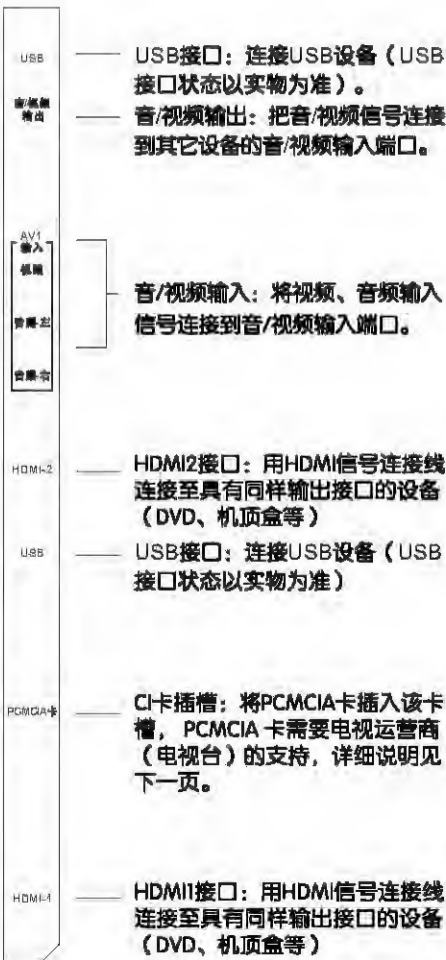 USB
USB接口：连接USB设备（USB
接口状态以实物为准）。
音/视频
输出
音/视频输出：把音/视频信号连接
到其它设备的音/视频输入端口。
AV1
输入
视频
音频-左
音频-右
音/视频输入：将视频、音频输入
信号连接到音/视频输入端口。
HDMI-2
HDMI2接口：用HDMI信号连接线
连接至具有同样输出接口的设备
（DVD、机顶盒等）
USB
USB接口：连接USB设备（USB
接口状态以实物为准）
PCMCIA卡
CI卡插槽：将PCMCIA卡插入该卡
槽，PCMCIA 卡需要电视运营商
（电视台）的支持，详细说明见
下一页。
HDMI-1
HDMI1接口：用HDMI信号连接线
连接至具有同样输出接口的设备
（DVD、机顶盒等）